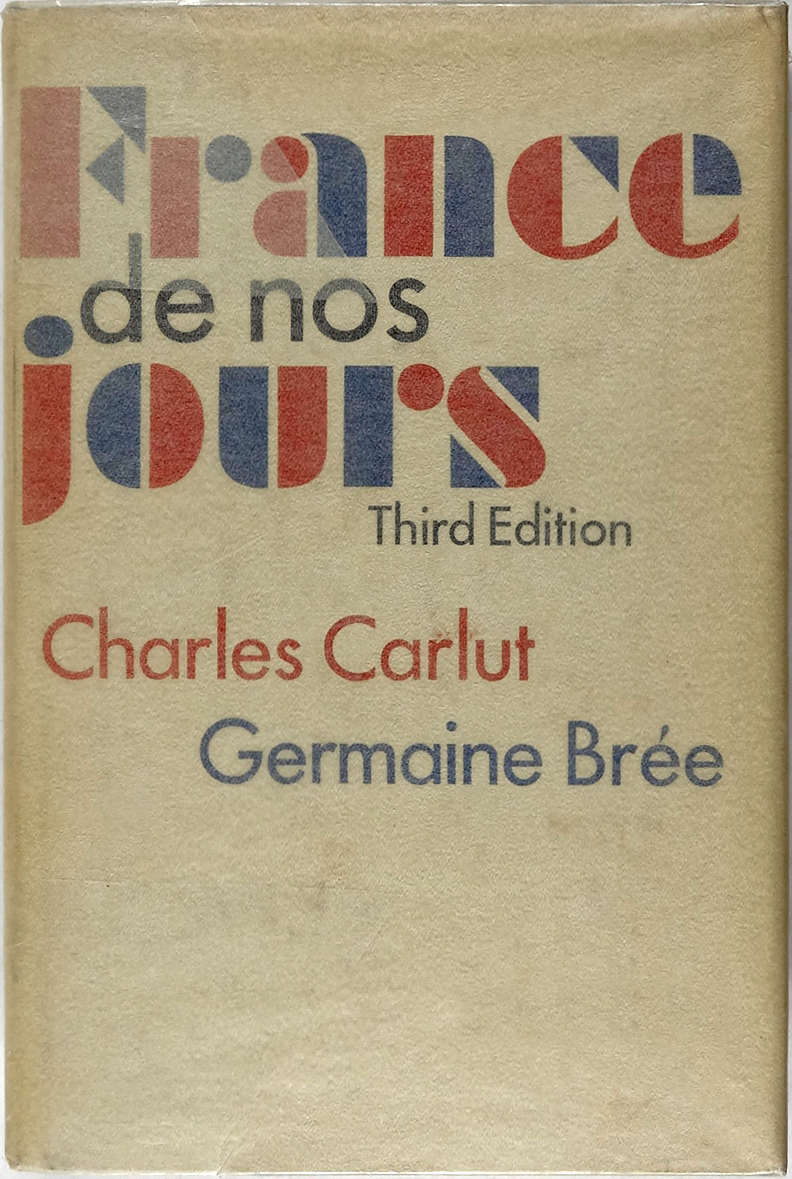 France
de nos
jours
Third Edition
Charles Carlut
Germaine Brée